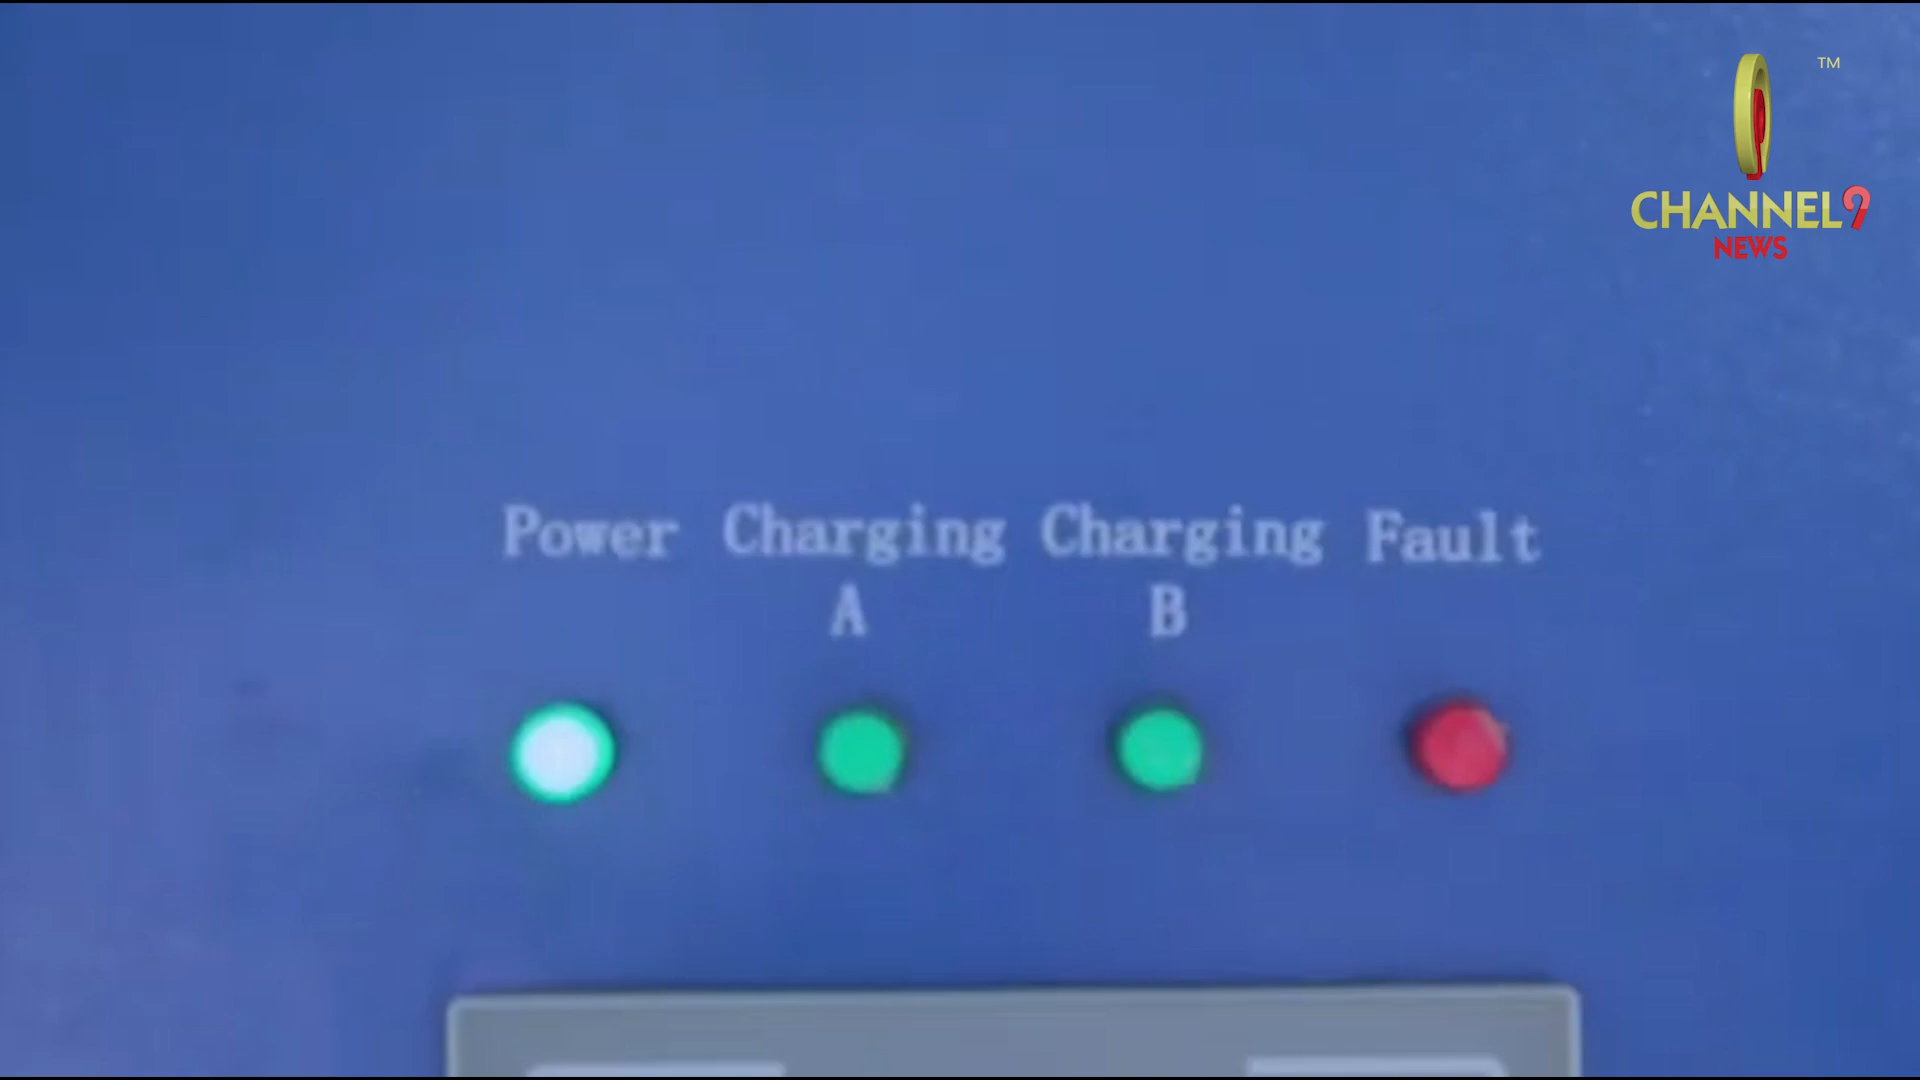 TM
CHANNEL9
NEWS
Power Charging Charging Fault
A B